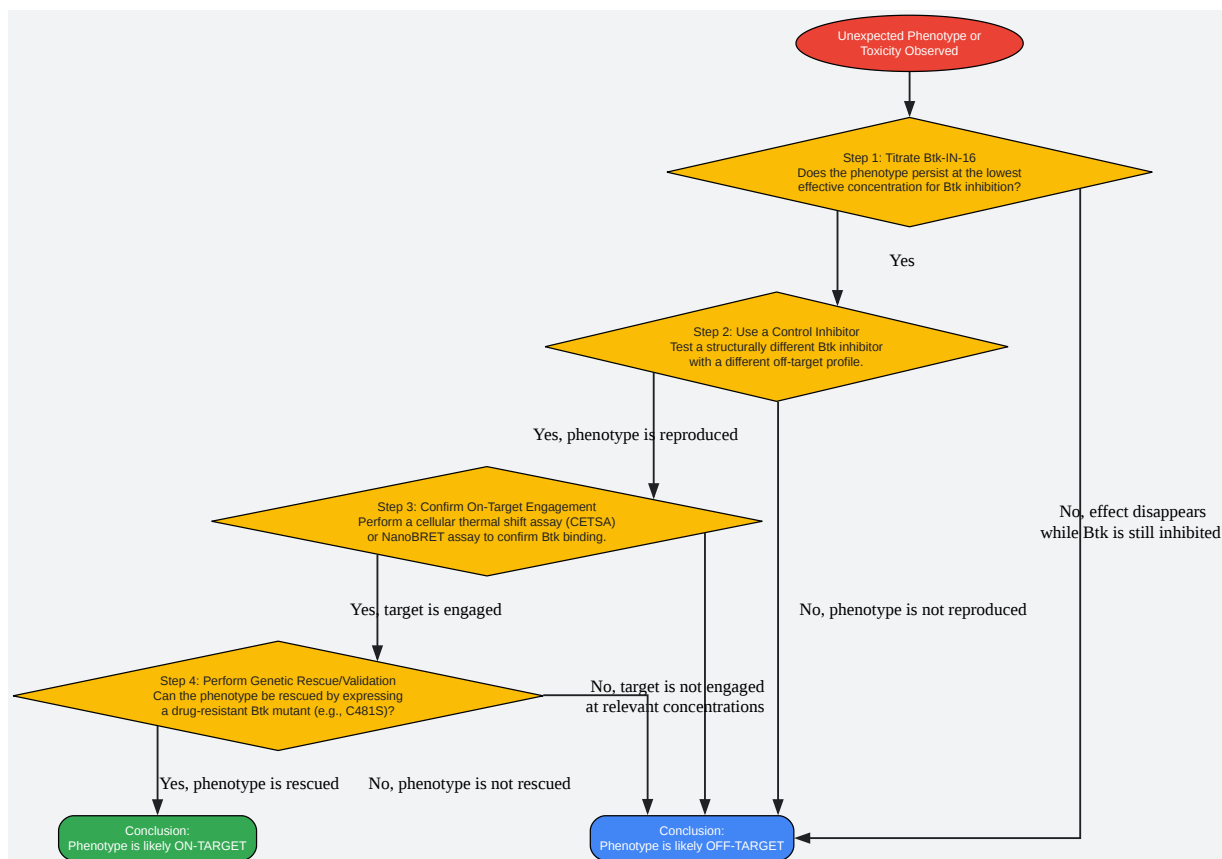 Unexpected Phenotype or
Toxicity Observed
Step 1: Titrate Btk-IN-16
Does the phenotype persist at the lowest
effective concentration for Btk inhibition?
Yes
Step 2: Use a Control Inhibitor
Test a structurally different Btk inhibitor
with a different off-target profile.
Yes, phenotype is reproduced
Step 3: Confirm On-Target Engagement
Perform a cellular thermal shift assay (CETSA)
or NanoBRET assay to confirm Btk binding.
No, effect disappears
while Btk is still inhibited
Yes, target is engaged
No, phenotype is not reproduced
Step 4: Perform Genetic Rescue/Validation
Can the phenotype be rescued by expressing
a drug-resistant Btk mutant (e.g., C481S)?
No, target is not engaged
at relevant concentrations
Yes, phenotype is rescued
No, phenotype is not rescued
Conclusion:
Phenotype is likely ON-TARGET
Conclusion:
Phenotype is likely OFF-TARGET